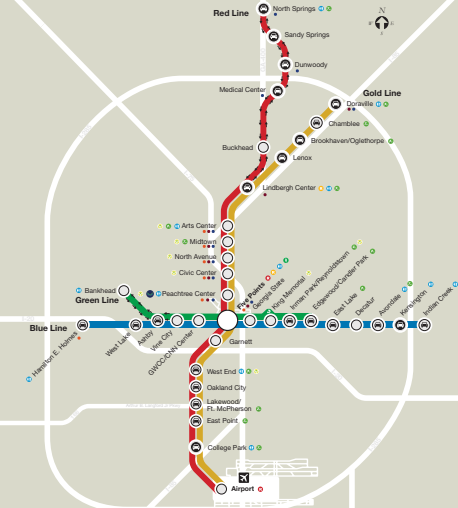 Red Line
North Springs
N
Sandy Springs
Dunwoody
Medical Center
Gold Line
Doraville
Chamblee
Brookhaven/Oglethorpe
Buckhead
Lenox
Lindbergh Center
Arts Center
Midtown
North Avenue
Civic Center
Peachtree Center
Five Points
Georgia State
King Memorial
Inman Park/Reynoldstown
Edgewood/Candler Park
East Lake
Decatur
Avondale
Kensington
Indian Creek
Bankhead
Green Line
Blue Line
Hamilton E. Holmes
West Lake
Ashby
Vine City
GWCC/CNN Center
Garnett
West End
Oakland City
Lakewood/
Ft. McPherson
East Point
College Park
Airport